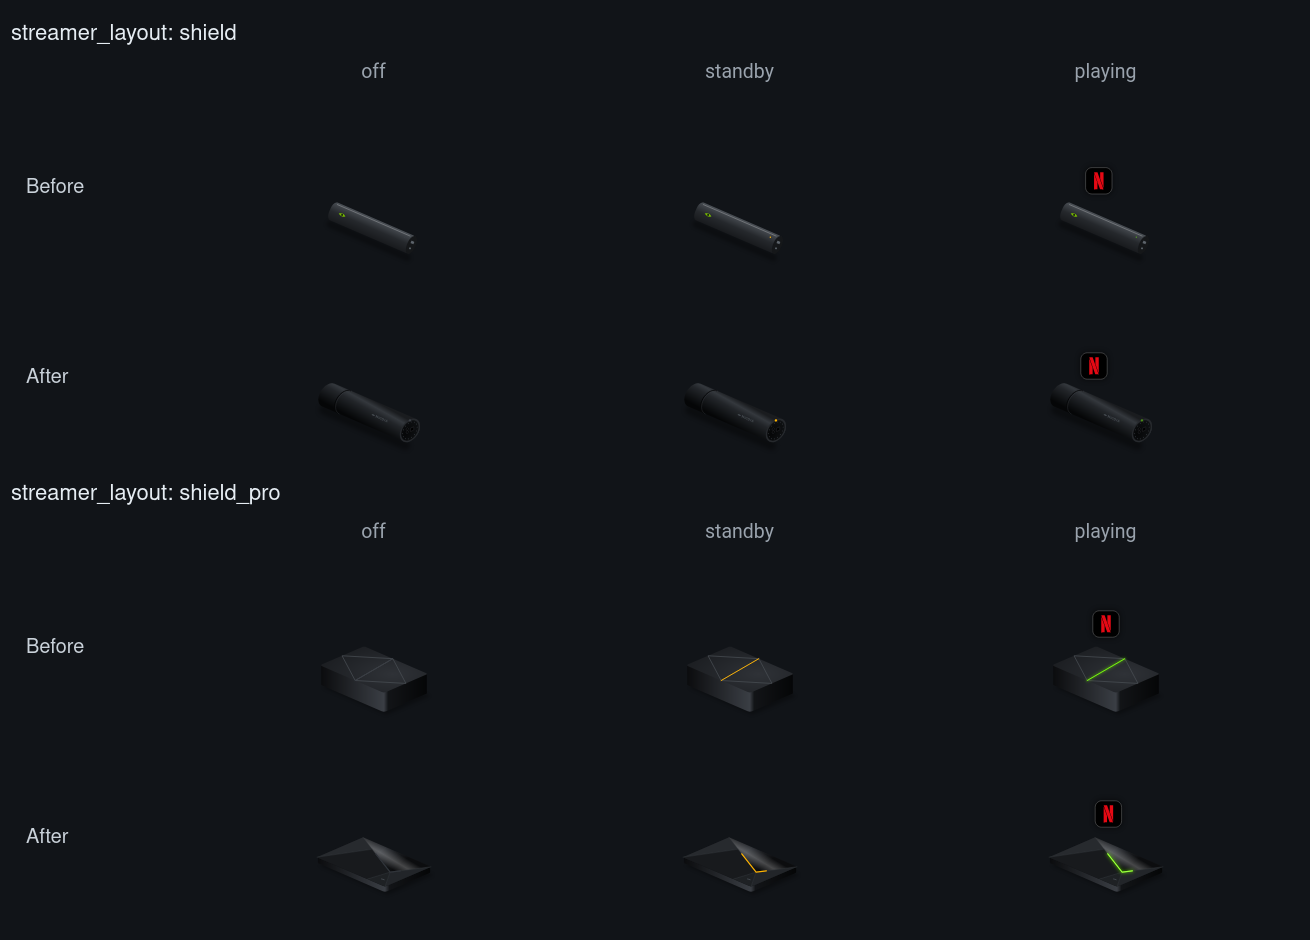 streamer_layout: shield
off standby playing
Before
N
After
N
streamer_layout: shield_pro
off standby playing
N
Before
N
After